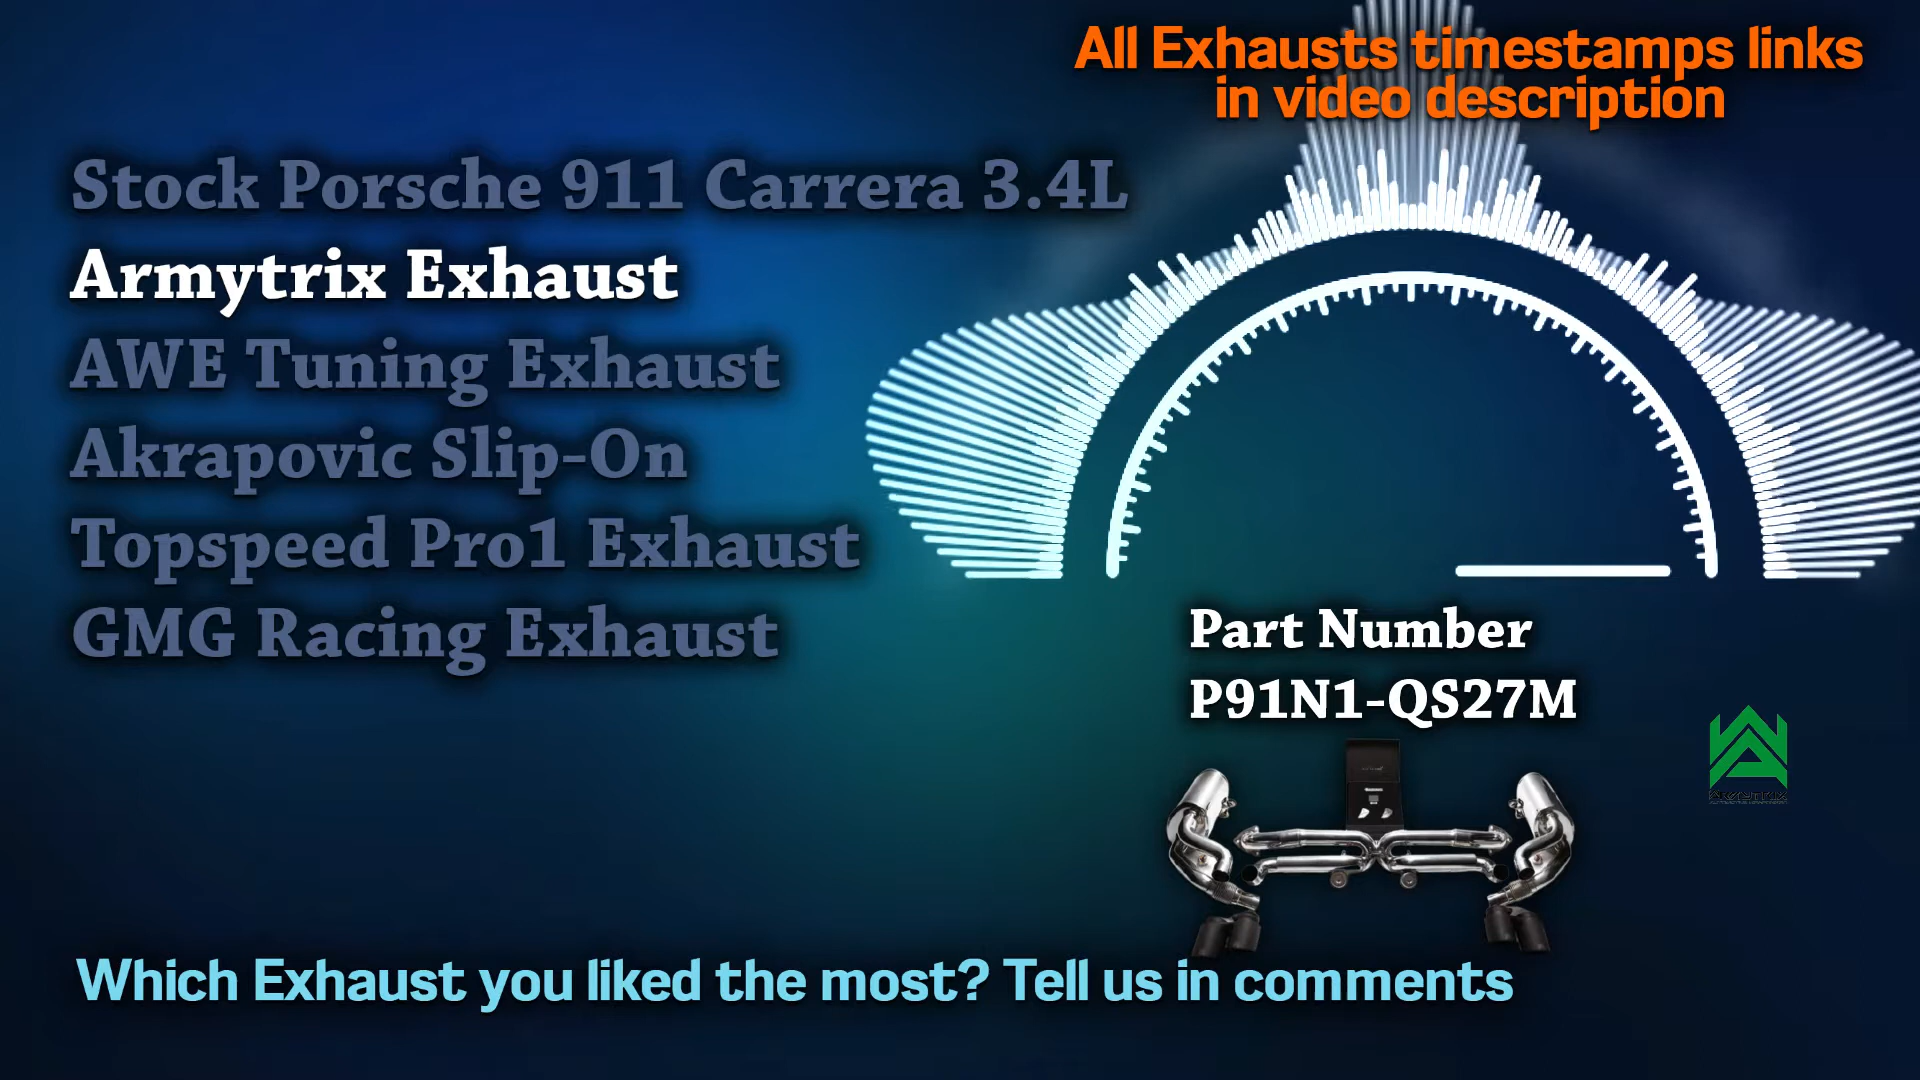 All Exhausts timestamps links
in video description
Stock Porsche 911 Carrera 3.4L
Armytrix Exhaust
AWE Tuning Exhaust
Akrapovic Slip-On
Topspeed Pro1 Exhaust
GMG Racing Exhaust
Part Number
P91N1-QS27M
ARMYTRIX
Which Exhaust you liked the most? Tell us in comments